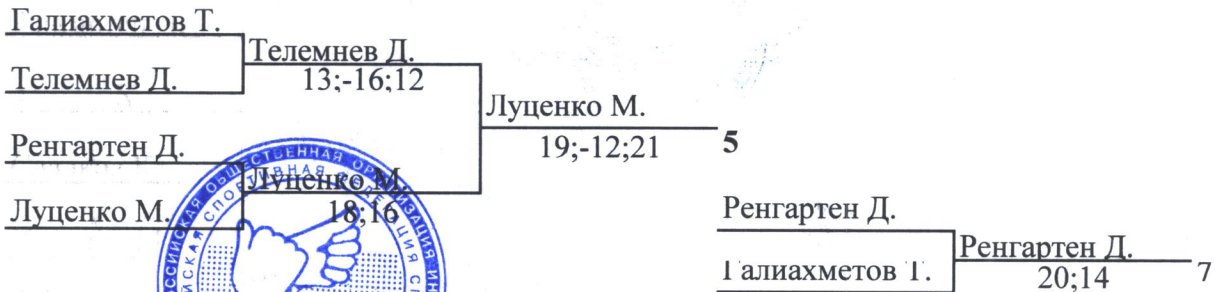 Галиахметов Т.
Телемнев Д.
Телемнев Д.
13;-16;12
Луценко М.
19;-12;21
5
Ренгартен Д.
Луценко М.
Луценко М.
18;16
Ренгартен Д.
Галиахметов Т.
Ренгартен Д.
20;14
7